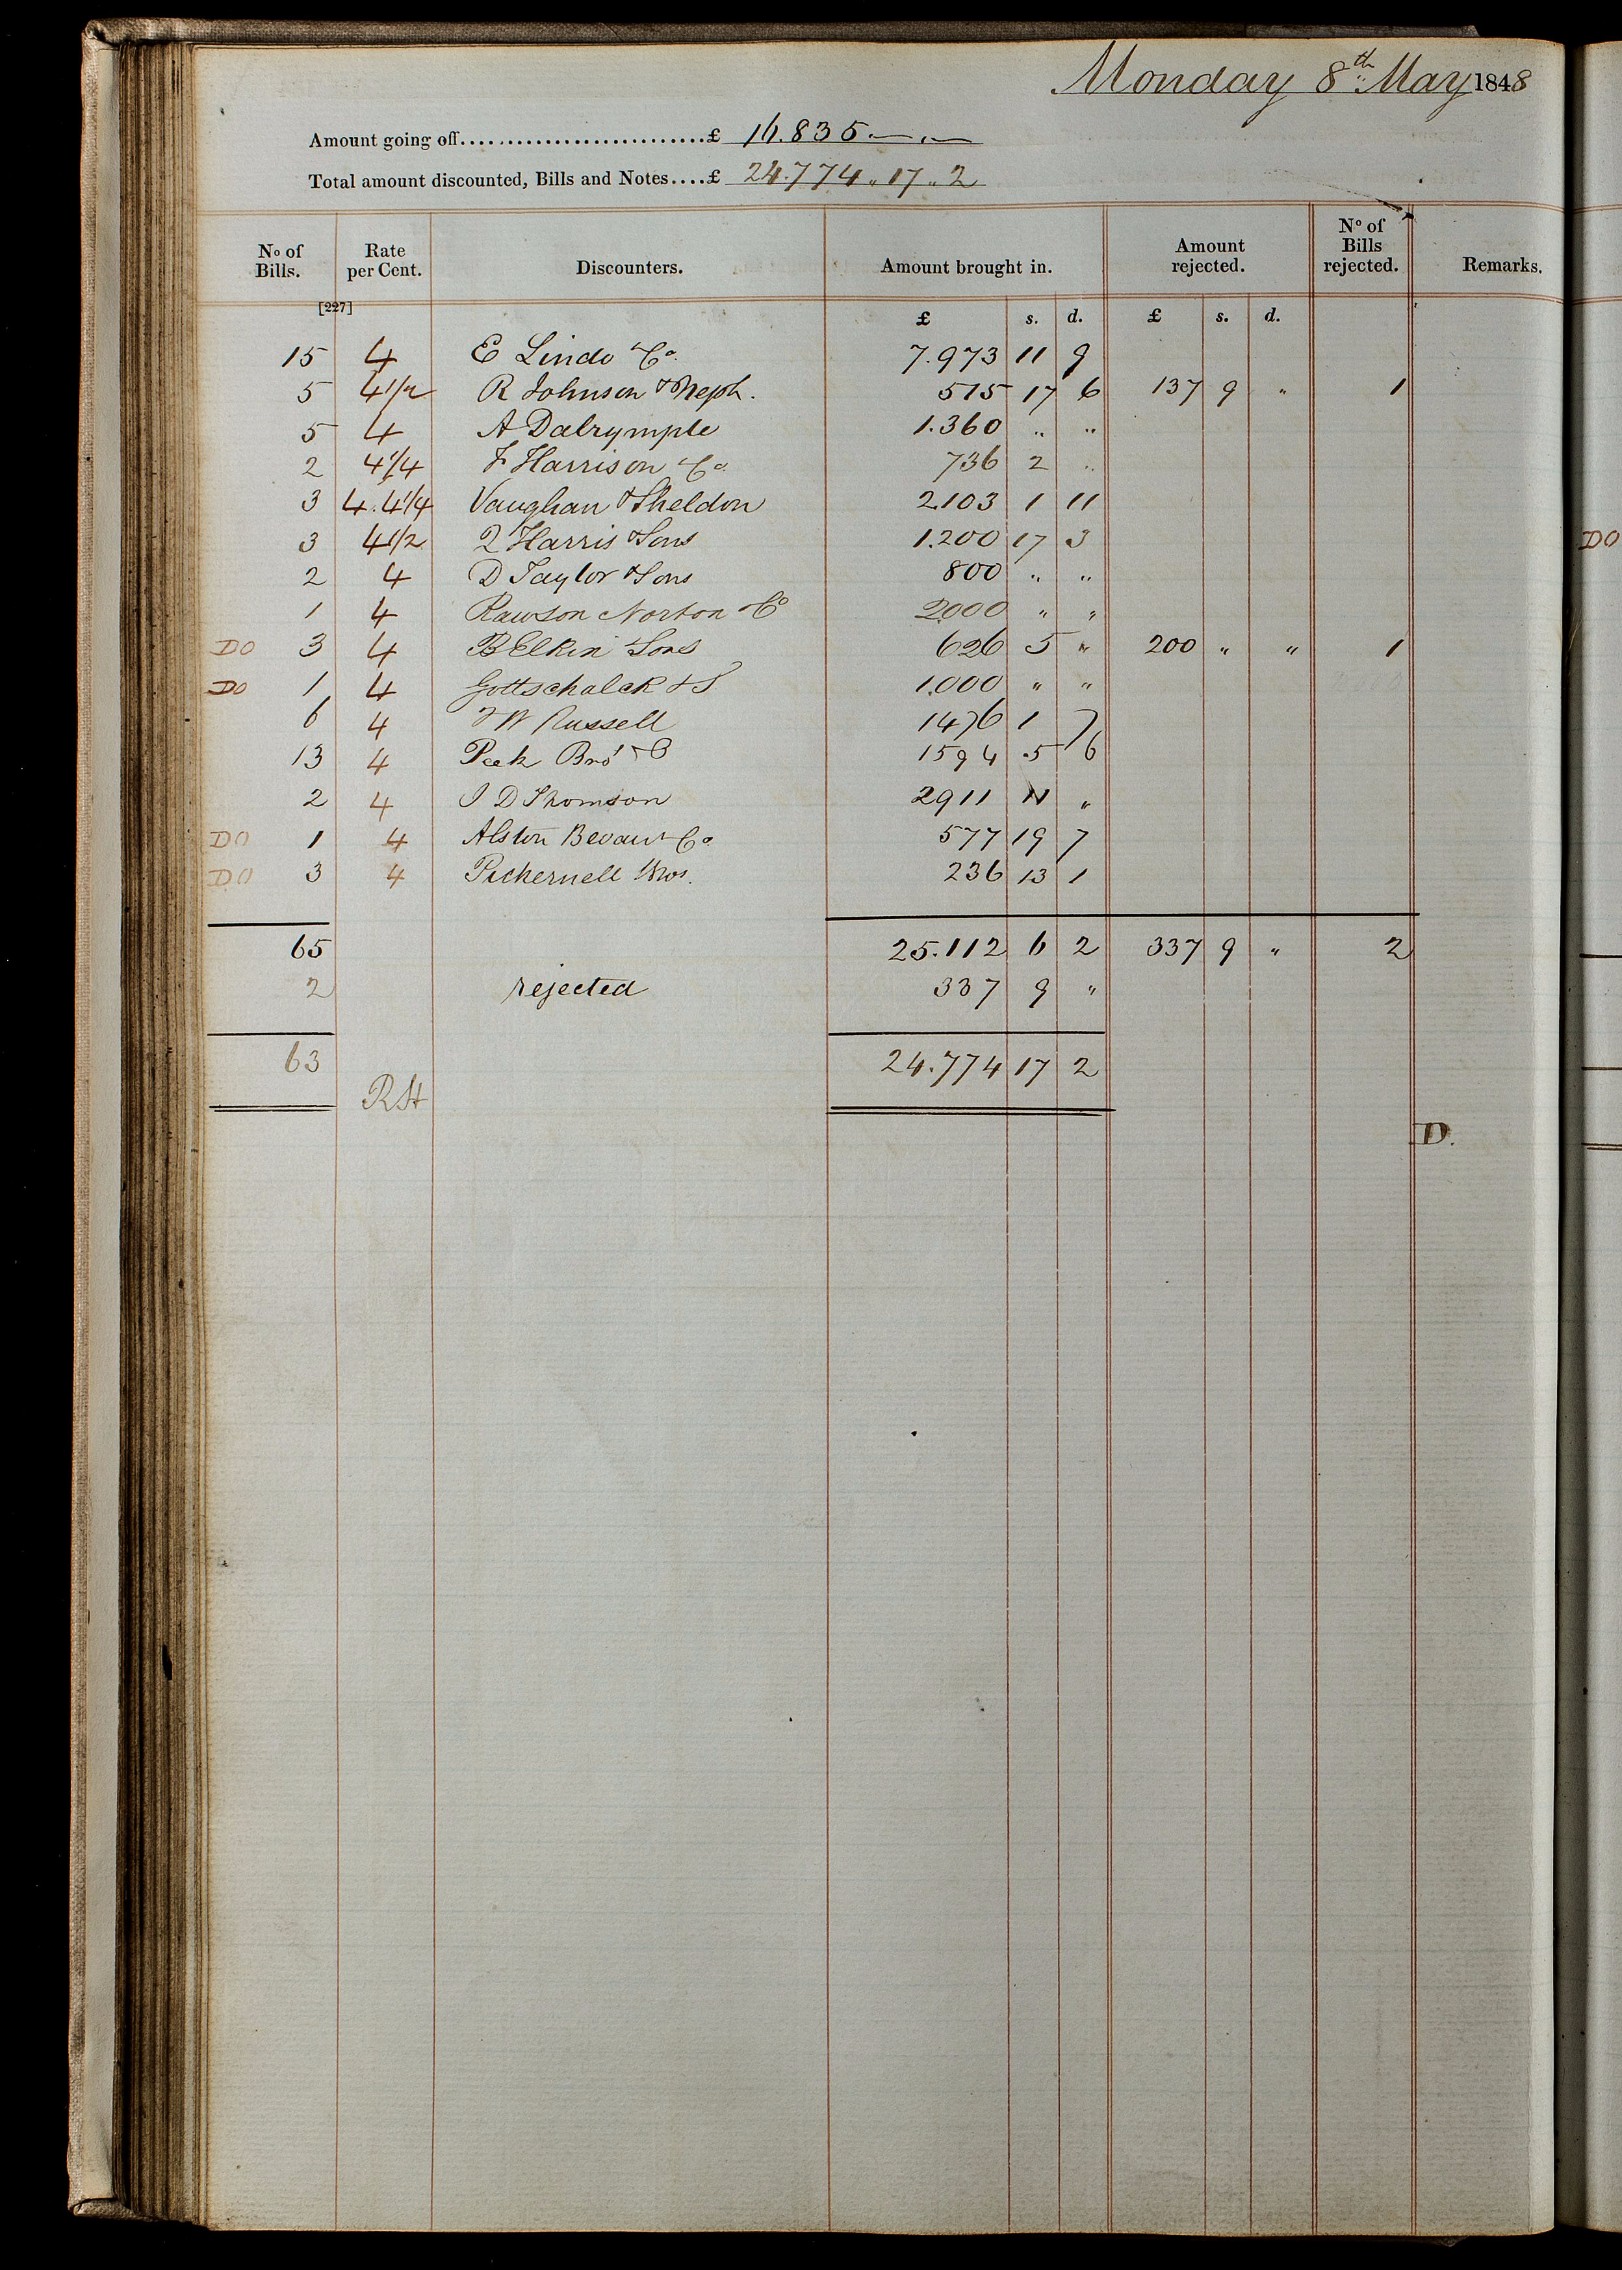 Monday 8th May 1848
Amount going off..........................£ 16.835 — . —
Total amount discounted, Bills and Notes....£ 24.774 „ 17 „ 2
No of Bills. Rate per Cent. Discounters. Amount brought in. Amount rejected. No of Bills rejected. Remarks.
[227]
£ s. d. £ s. d.
15 4 E Lindo & Co. 7.973 11 9
5 4 1/2 R Johnson & Neph. 515 17 6 137 9 " 1
5 4 A Dalrymple 1.360 " "
2 4 1/4 F Harrison & Co. 736 2 "
3 4. 4 1/4 Vaughan & Sheldon 2103 1 11
3 4 1/2 Harris & Sons 1.200 17 3
DO
2 4 D Taylor & Sons 800 " "
1 4 Rawson Norton & Co 2000 " "
DO 3 4 B Elkin & Sons 626 5 " 200 " " 1
DO 1 4 Gottschalck & S 1.000 " "
6 4 W Russell 1476 1 7
13 4 Peek Bros & C 1594 5 6
2 4 J D Thomson 2911 11 "
DO 1 4 Alston Bevan & Co 577 19 7
DO 3 4 Pickernell Bros. 236 13 1
65 25.112 6 2 337 9 " 2
2 rejected 337 9 "
63 24.774 17 2
RH
D.